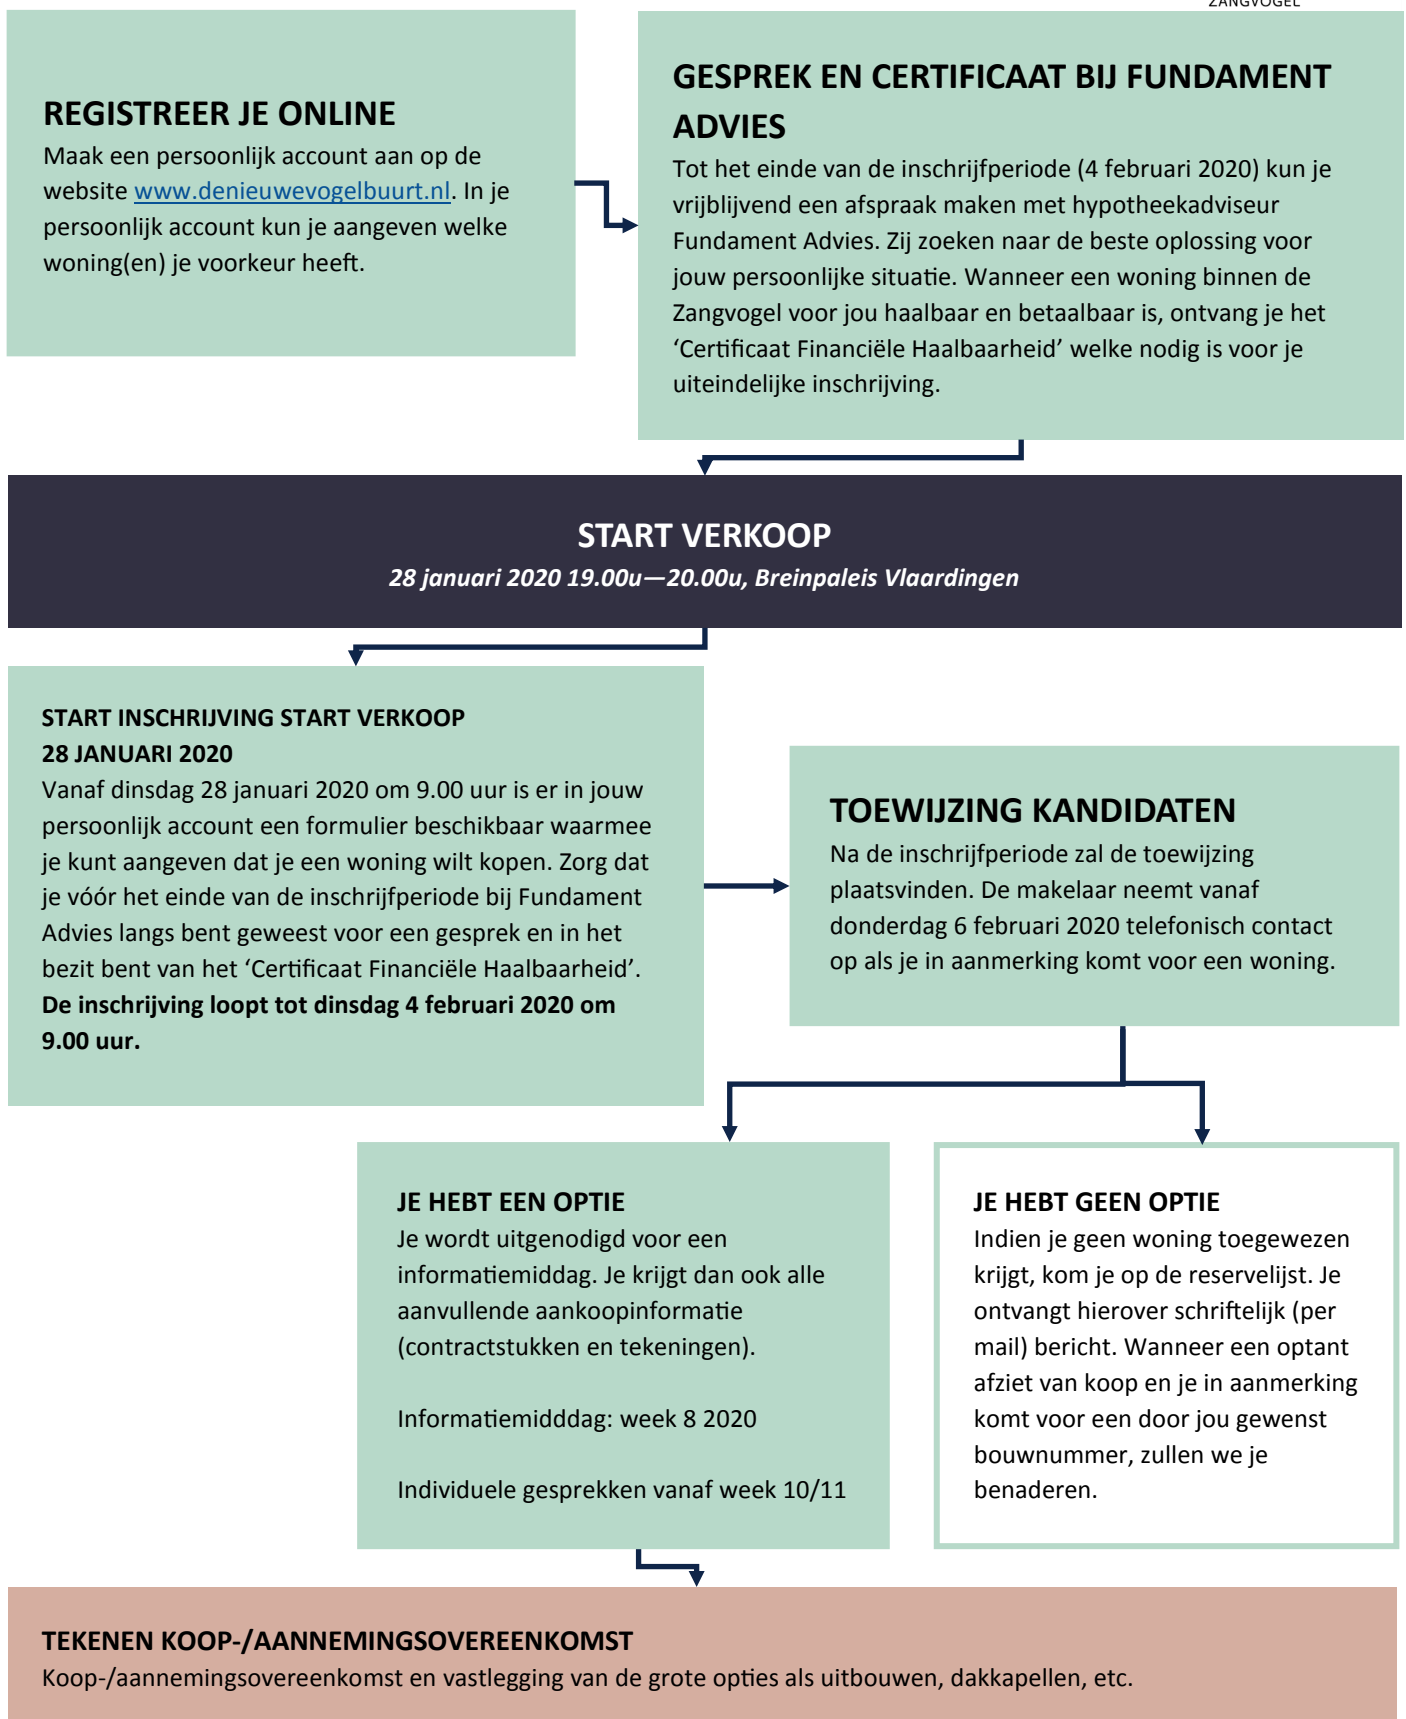 ZANGVOGEL
REGISTREER JE ONLINE
Maak een persoonlijk account aan op de
website www.denieuwevogelbuurt.nl. In je
persoonlijk account kun je aangeven welke
woning(en) je voorkeur heeft.
GESPREK EN CERTIFICAAT BIJ FUNDAMENT
ADVIES
Tot het einde van de inschrijfperiode (4 februari 2020) kun je
vrijblijvend een afspraak maken met hypotheekadviseur
Fundament Advies. Zij zoeken naar de beste oplossing voor
jouw persoonlijke situatie. Wanneer een woning binnen de
Zangvogel voor jou haalbaar en betaalbaar is, ontvang je het
‘Certificaat Financiële Haalbaarheid’ welke nodig is voor je
uiteindelijke inschrijving.
START VERKOOP
28 januari 2020 19.00u—20.00u, Breinpaleis Vlaardingen
START INSCHRIJVING START VERKOOP
28 JANUARI 2020
Vanaf dinsdag 28 januari 2020 om 9.00 uur is er in jouw
persoonlijk account een formulier beschikbaar waarmee
je kunt aangeven dat je een woning wilt kopen. Zorg dat
je vóór het einde van de inschrijfperiode bij Fundament
Advies langs bent geweest voor een gesprek en in het
bezit bent van het ‘Certificaat Financiële Haalbaarheid’.
De inschrijving loopt tot dinsdag 4 februari 2020 om
9.00 uur.
TOEWIJZING KANDIDATEN
Na de inschrijfperiode zal de toewijzing
plaatsvinden. De makelaar neemt vanaf
donderdag 6 februari 2020 telefonisch contact
op als je in aanmerking komt voor een woning.
JE HEBT EEN OPTIE
Je wordt uitgenodigd voor een
informatiemiddag. Je krijgt dan ook alle
aanvullende aankoopinformatie
(contractstukken en tekeningen).
Informatiemidddag: week 8 2020
Individuele gesprekken vanaf week 10/11
JE HEBT GEEN OPTIE
Indien je geen woning toegewezen
krijgt, kom je op de reservelijst. Je
ontvangt hierover schriftelijk (per
mail) bericht. Wanneer een optant
afziet van koop en je in aanmerking
komt voor een door jou gewenst
bouwnummer, zullen we je
benaderen.
TEKENEN KOOP-/AANNEMINGSOVEREENKOMST
Koop-/aannemingsovereenkomst en vastlegging van de grote opties als uitbouwen, dakkapellen, etc.